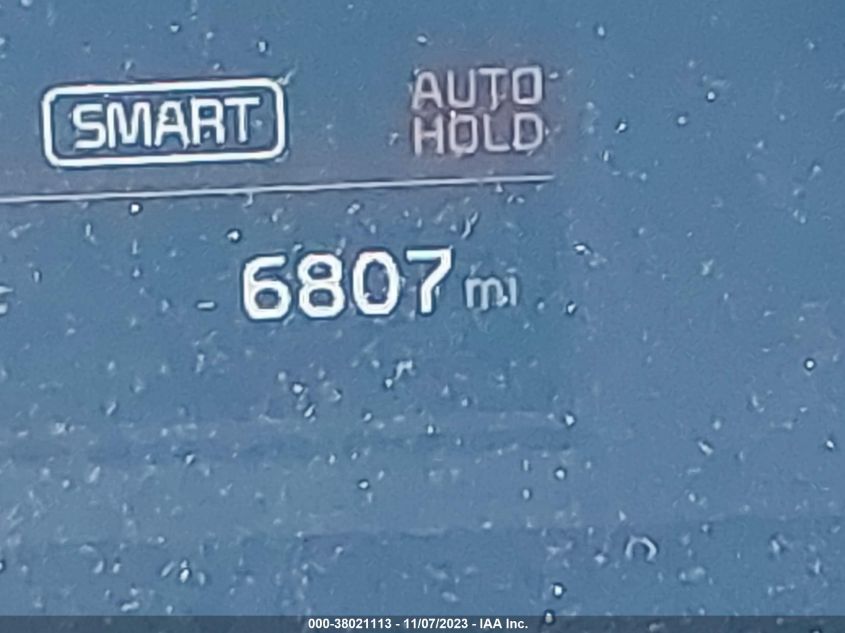 SMART
AUTO
HOLD
6807 mi
000-38021113 - 11/07/2023 - IAA Inc.